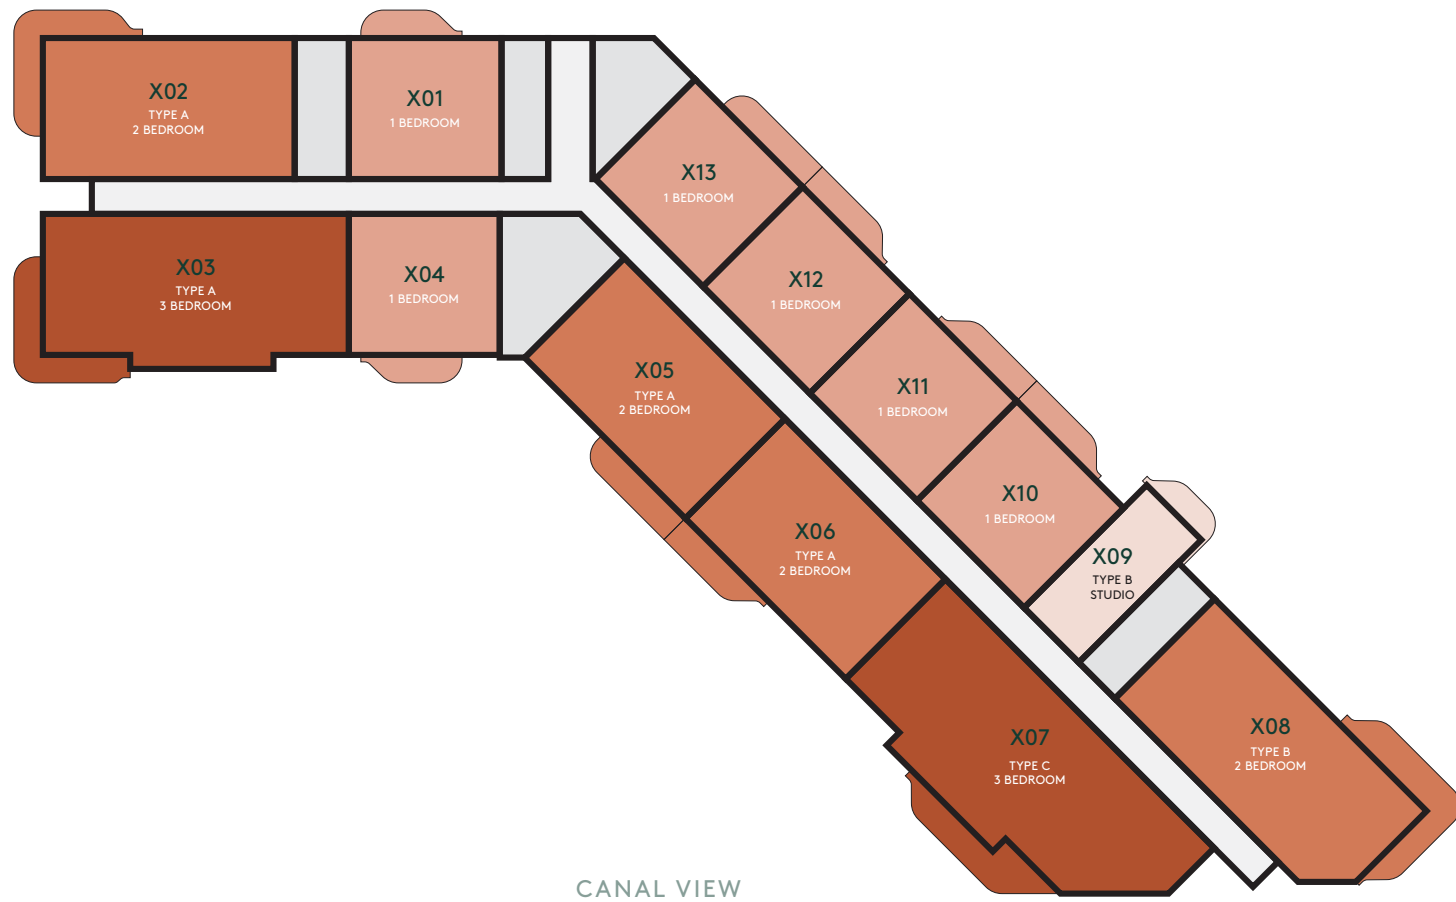 X02
TYPE A
2 BEDROOM
X01
1 BEDROOM
X13
1 BEDROOM
X03
TYPE A
3 BEDROOM
X04
1 BEDROOM
X12
1 BEDROOM
X05
TYPE A
2 BEDROOM
X11
1 BEDROOM
X06
TYPE A
2 BEDROOM
X10
1 BEDROOM
X09
TYPE B
STUDIO
X07
TYPE C
3 BEDROOM
X08
TYPE B
2 BEDROOM
CANAL VIEW